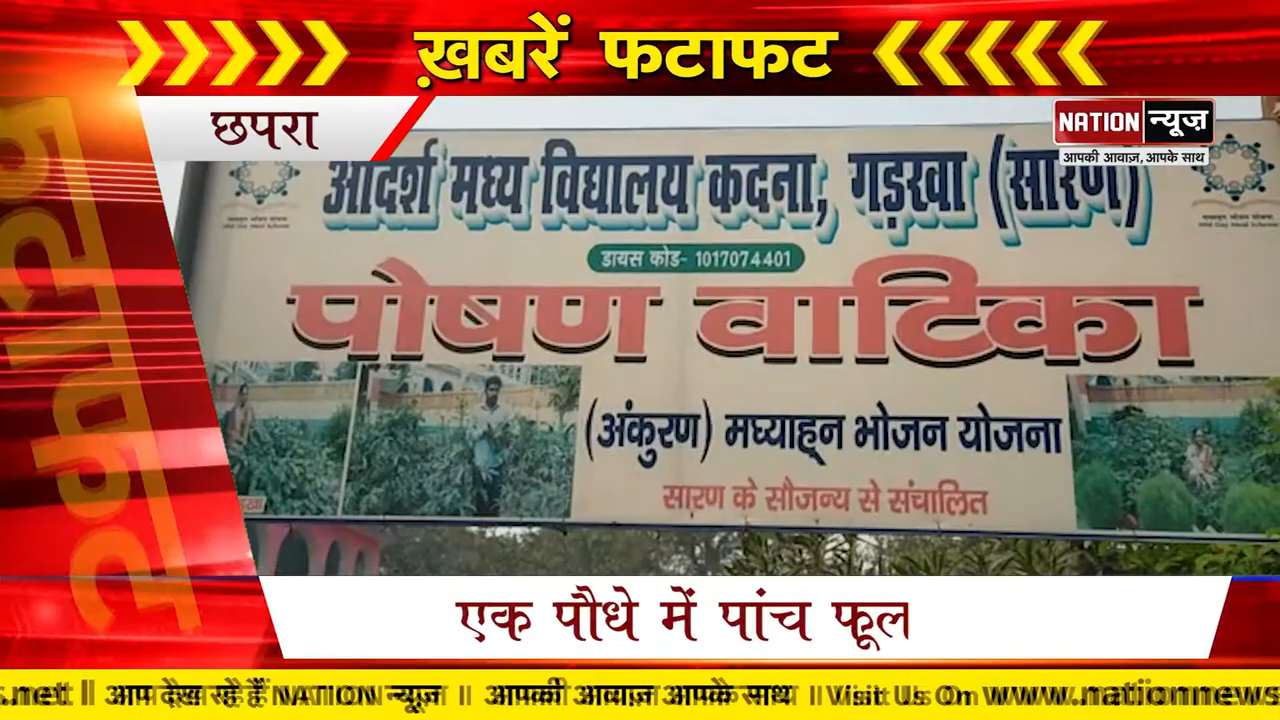 ख़बरें फटाफट
छपरा
NATION न्यूज़
आपकी आवाज़, आपके साथ
आदर्श मध्य विद्यालय कदना, गड़खा (सारण)
डायस कोड- 1017074401
पोषण वाटिका
(अंकुरण) मध्याह्न भोजन योजना
सारण के सौजन्य से संचालित
एक पौधे में पांच फूल
आप देख रहे हैं NATION न्यूज़ ॥ आपकी आवाज़ आपके साथ ॥ Visit Us On www.nationnews